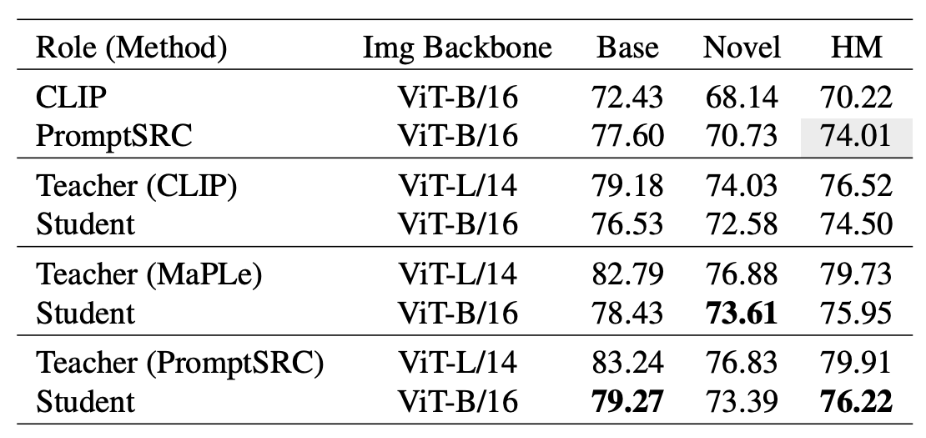 Role (Method) Img Backbone Base Novel HM
CLIP ViT-B/16 72.43 68.14 70.22
PromptSRC ViT-B/16 77.60 70.73 74.01
Teacher (CLIP) ViT-L/14 79.18 74.03 76.52
Student ViT-B/16 76.53 72.58 74.50
Teacher (MaPLe) ViT-L/14 82.79 76.88 79.73
Student ViT-B/16 78.43 73.61 75.95
Teacher (PromptSRC) ViT-L/14 83.24 76.83 79.91
Student ViT-B/16 79.27 73.39 76.22